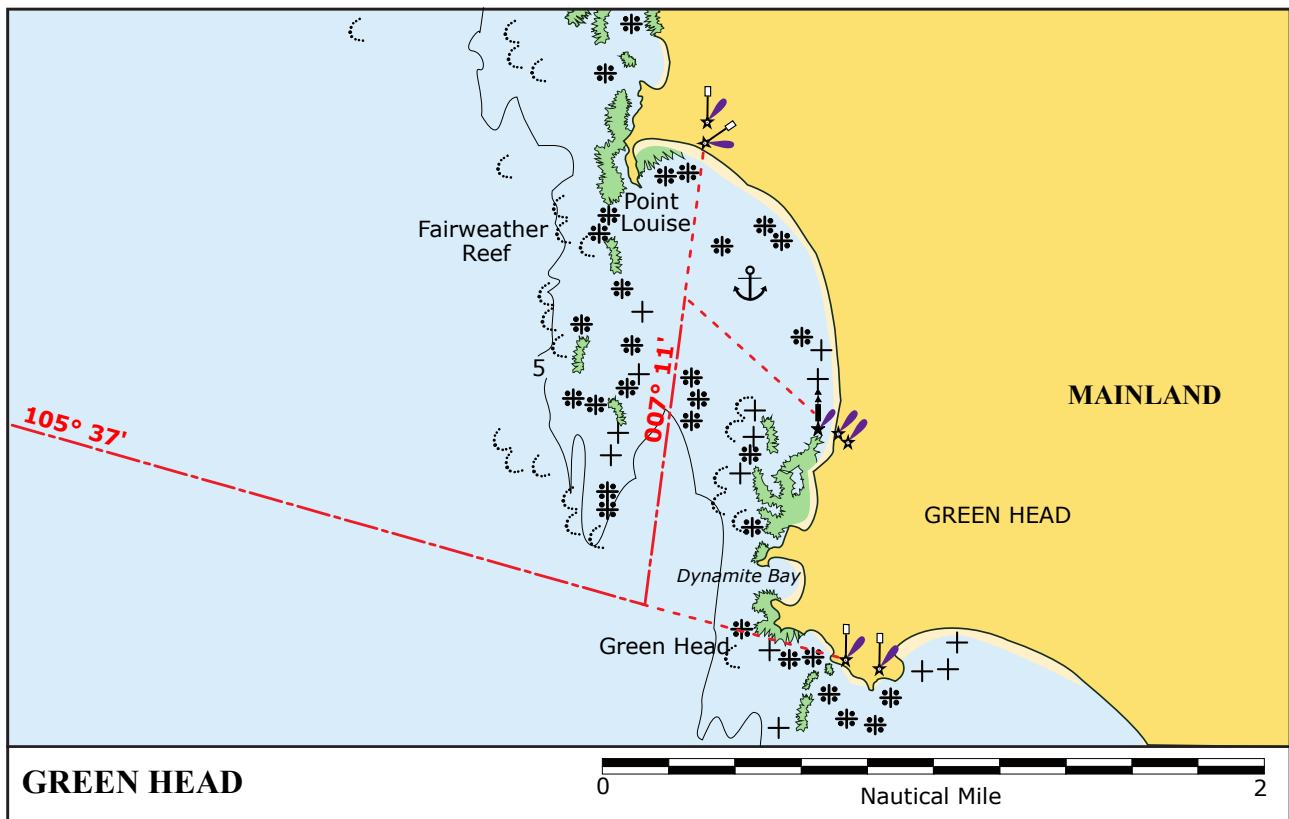 Point
Louise
Fairweather
Reef
007° 11'
5
MAINLAND
105° 37'
GREEN HEAD
Dynamite Bay
Green Head
GREEN HEAD
0
2
Nautical Mile